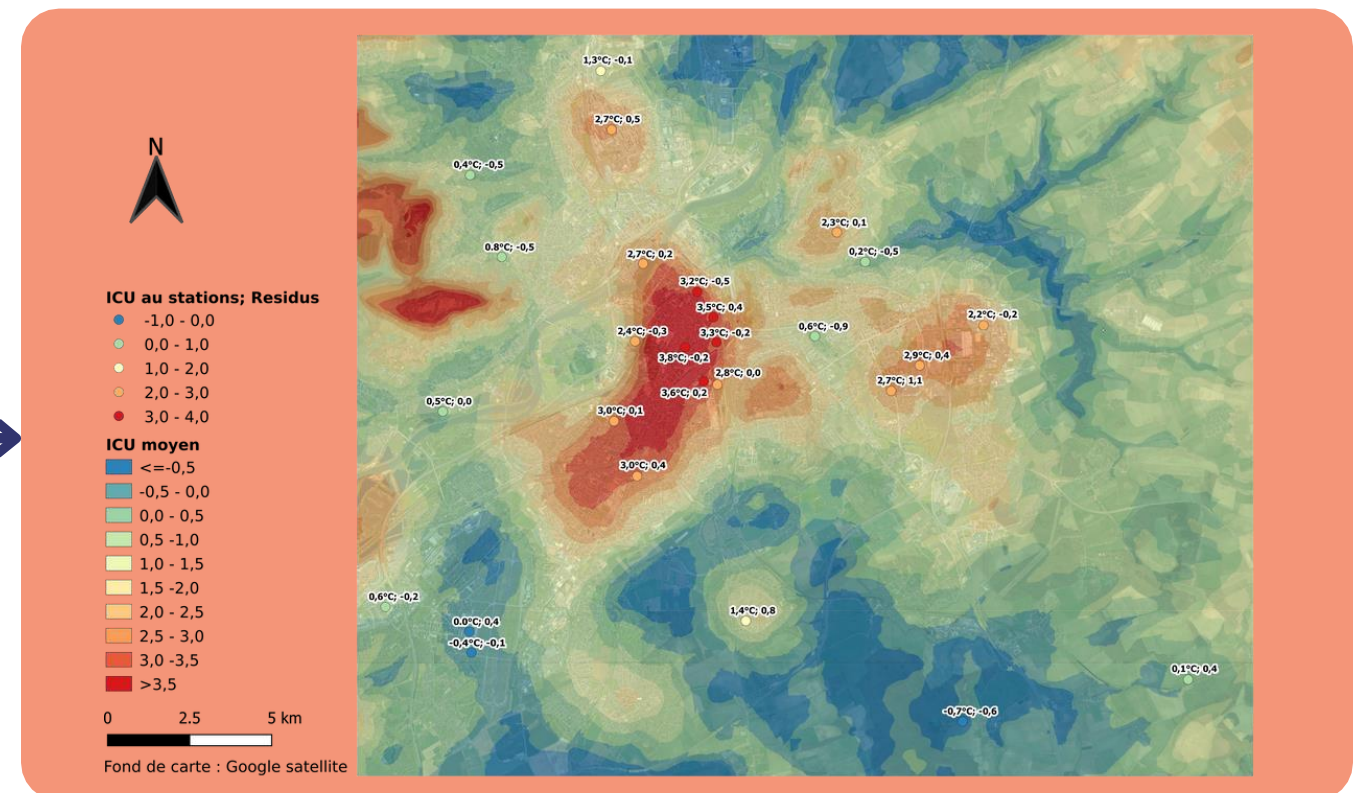 N
ICU au stations; Residus
-1,0 - 0,0
0,0 - 1,0
1,0 - 2,0
2,0 - 3,0
3,0 - 4,0
ICU moyen
<=-0,5
-0,5 - 0,0
0,0 - 0,5
0,5 -1,0
1,0 - 1,5
1,5 -2,0
2,0 - 2,5
2,5 - 3,0
3,0 -3,5
>3,5
0 2.5 5 km
Fond de carte : Google satellite
1,3°C; -0,1
2,7°C; 0,5
0,4°C; -0,5
2,3°C; 0,1
0.8°C; -0,5
2,7°C; 0,2
0,2°C; -0,5
3,2°C; -0,5
3,5°C; 0,4
2,2°C; -0,2
2,4°C; -0,3
3,3°C; -0,2
0,6°C; -0,9
3,8°C; -0,2
2,9°C; 0,4
2,8°C; 0,0
2,7°C; 1,1
3,6°C; 0,2
0,5°C; 0,0
3,0°C; 0,1
3,0°C; 0,4
0,6°C; -0,2
1,4°C; 0,8
0.0°C; 0,4
-0,4°C; -0,1
0,1°C; 0,4
-0,7°C; -0,6